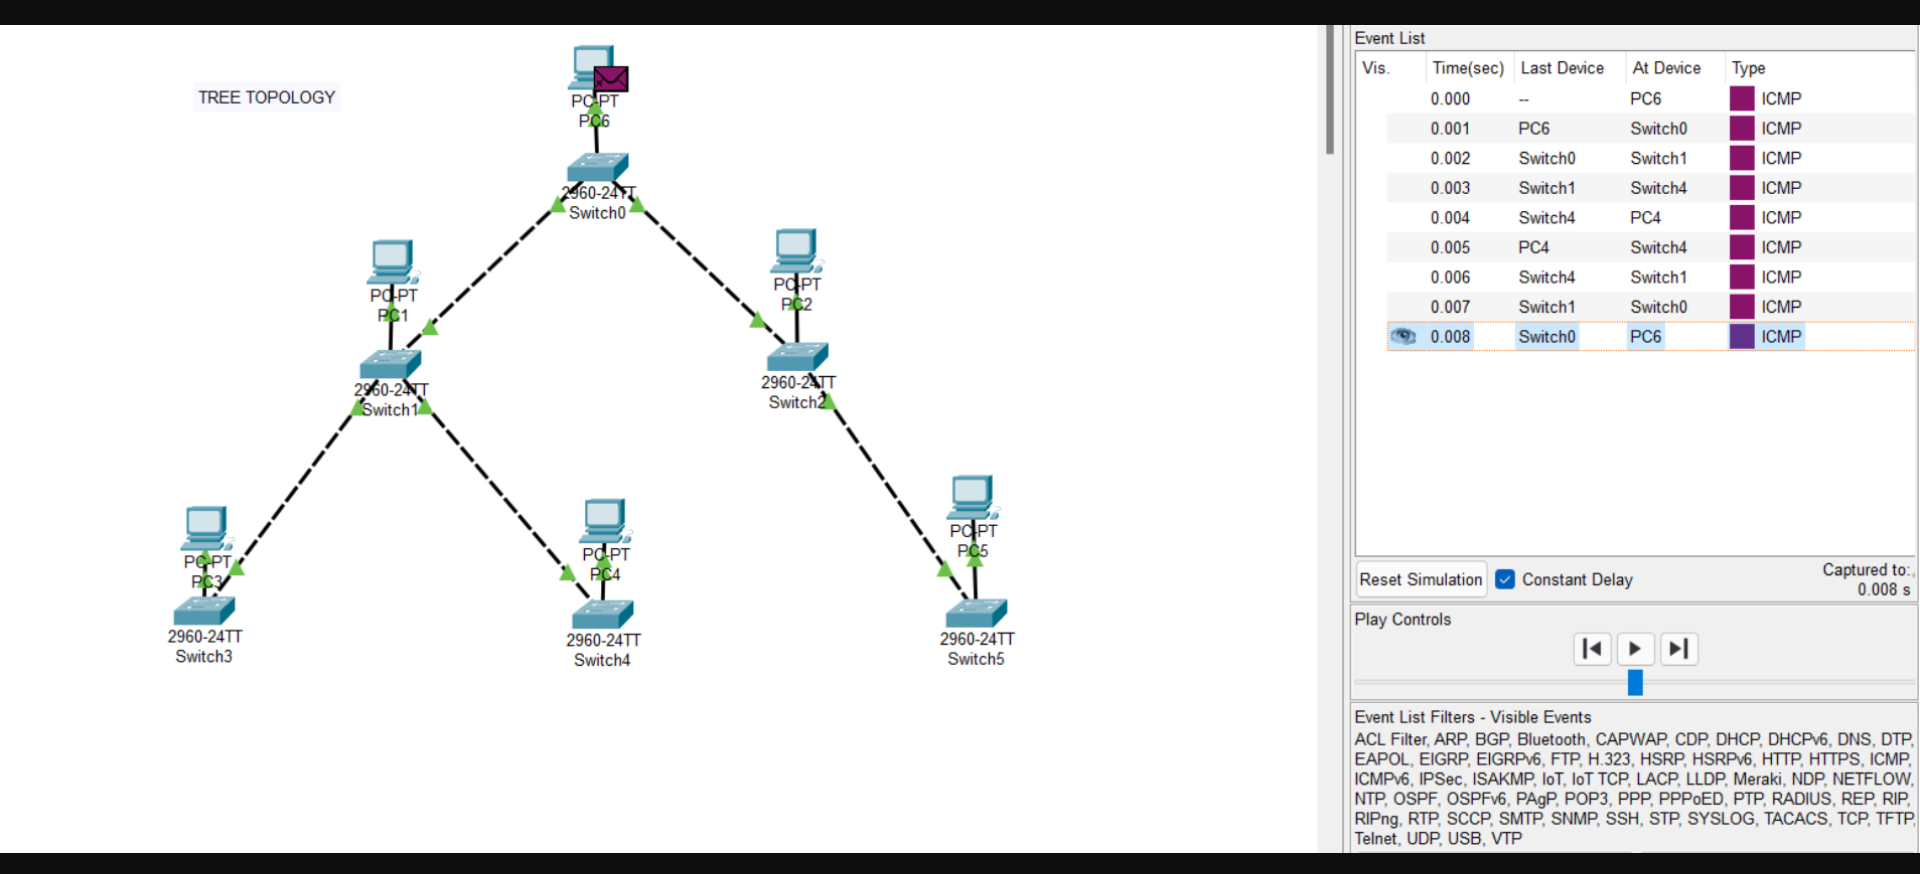 TREE TOPOLOGY
PC-PT
PC6
2960-24TT
Switch0
PC-PT
PC1
PC-PT
PC2
2960-24TT
Switch1
2960-24TT
Switch2
PC-PT
PC3
PC-PT
PC4
PC-PT
PC5
2960-24TT
Switch3
2960-24TT
Switch4
2960-24TT
Switch5
Event List
Vis. Time(sec) Last Device At Device Type
0.000 -- PC6 ICMP
0.001 PC6 Switch0 ICMP
0.002 Switch0 Switch1 ICMP
0.003 Switch1 Switch4 ICMP
0.004 Switch4 PC4 ICMP
0.005 PC4 Switch4 ICMP
0.006 Switch4 Switch1 ICMP
0.007 Switch1 Switch0 ICMP
0.008 Switch0 PC6 ICMP
Reset Simulation Constant Delay Captured to:
0.008 s
Play Controls
Event List Filters - Visible Events
ACL Filter, ARP, BGP, Bluetooth, CAPWAP, CDP, DHCP, DHCPv6, DNS, DTP,
EAPOL, EIGRP, EIGRPv6, FTP, H.323, HSRP, HSRPv6, HTTP, HTTPS, ICMP,
ICMPv6, IPSec, ISAKMP, IoT, IoT TCP, LACP, LLDP, Meraki, NDP, NETFLOW,
NTP, OSPF, OSPFv6, PAgP, POP3, PPP, PPPoED, PTP, RADIUS, REP, RIP,
RIPng, RTP, SCCP, SMTP, SNMP, SSH, STP, SYSLOG, TACACS, TCP, TFTP,
Telnet, UDP, USB, VTP